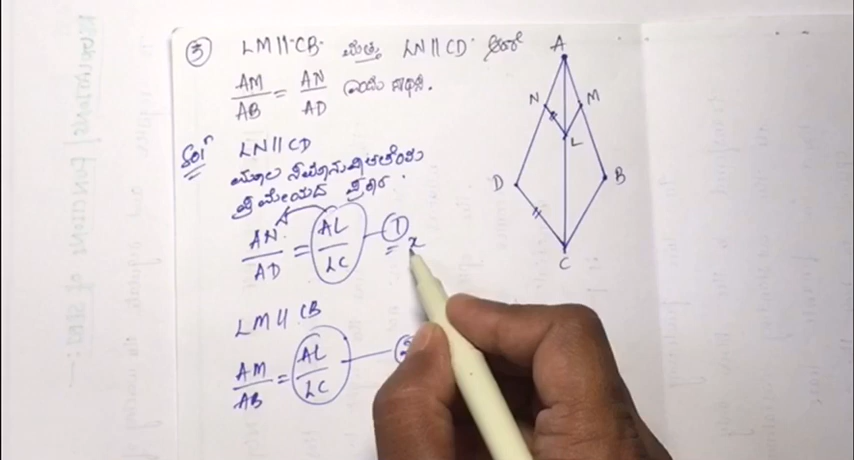 3 LM || CB ಮತ್ತು LN || CD ಆದರೆ
AM/AB = AN/AD ಎಂದು ಸಾಧಿಸಿ.
Solⁿ LN || CD
ಮೂಲ ಸಮಾನುಪಾತತೆಯ
ಪ್ರಮೇಯದ ಪ್ರಕಾರ.
AN/AD = AL/LC — 1
x
LM || CB
AM/AB = AL/LC — 2
A
N M
L
D B
C